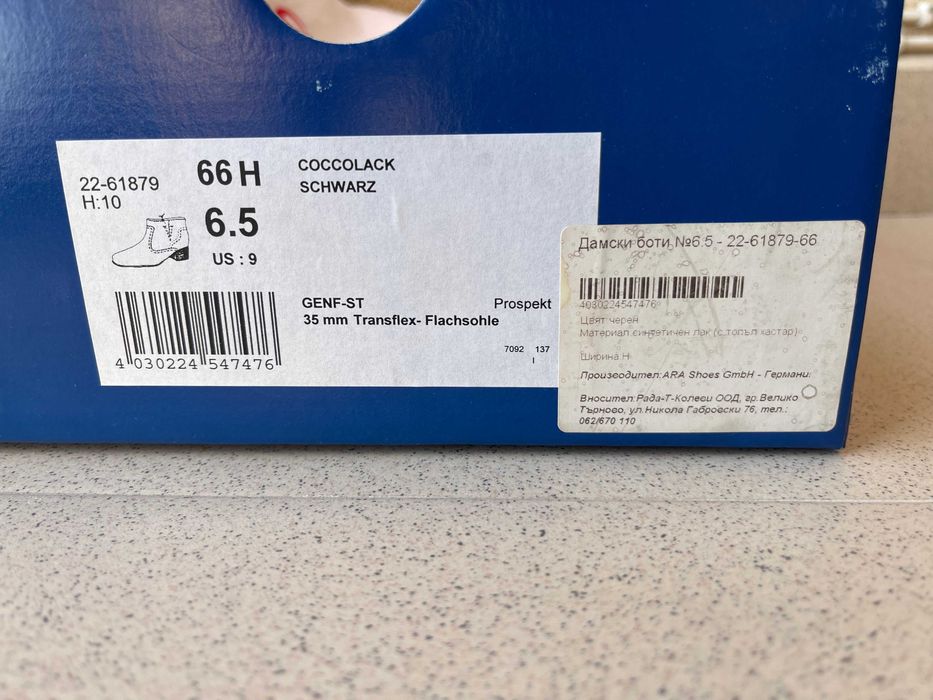 22-61879
H:10
66 H
6.5
US : 9
COCCOLACK
SCHWARZ
4 030224 547476
GENF-ST
Prospekt
35 mm Transflex- Flachsohle
7092 137
I
Дамски боти №6.5 - 22-61879-66
4030224547476
Цвят черен
Материал синтетичен лак (с топъл хастар)
Ширина H
Производител:ARA Shoes GmbH - Германи
Вносител:Рада-Т-Колеви ООД, гр.Велико
Търново, ул.Никола Габровски 76, тел.:
062/670 110